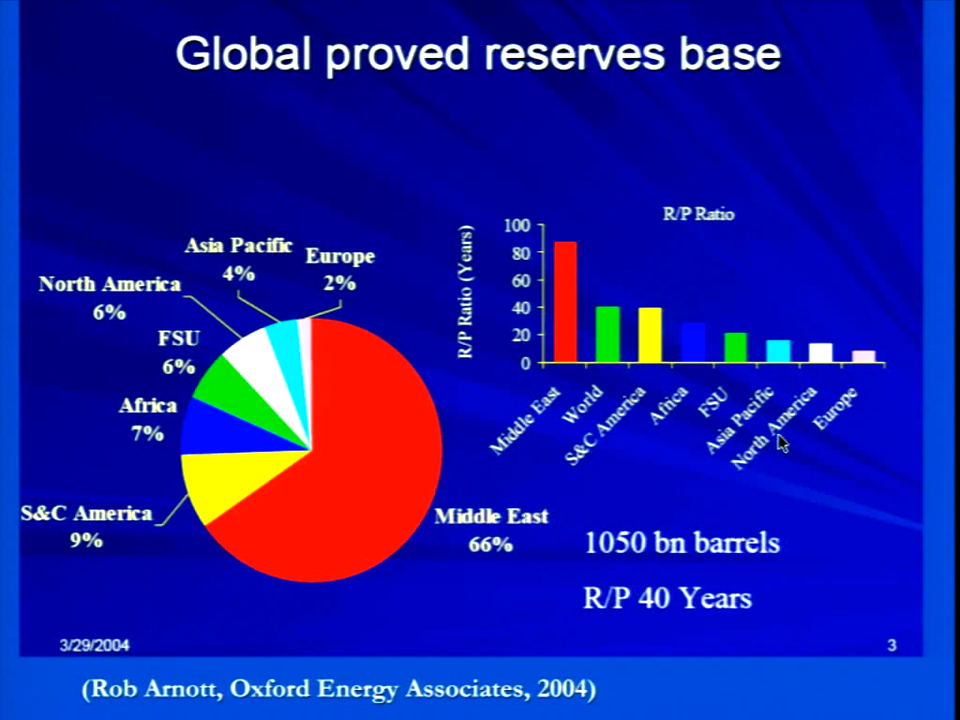 Global proved reserves base
Asia Pacific
4%
Europe
2%
North America
6%
FSU
6%
Africa
7%
S&C America
9%
Middle East
66%
R/P Ratio
R/P Ratio (Years)
100
80
60
40
20
0
Middle East
World
S&C America
Africa
FSU
Asia Pacific
North America
Europe
1050 bn barrels
R/P 40 Years
3/29/2004
3
(Rob Arnott, Oxford Energy Associates, 2004)